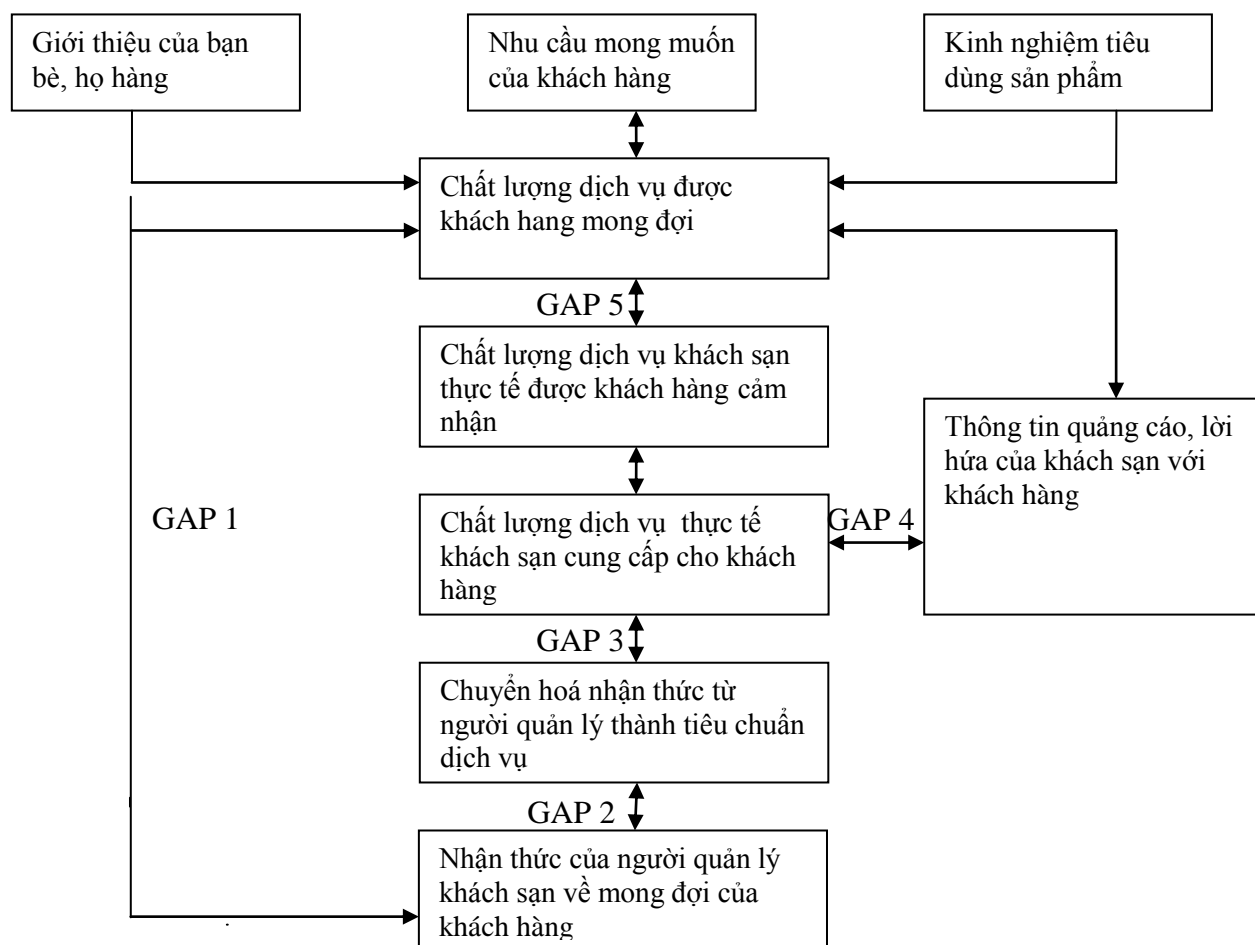 Giới thiệu của bạn
bè, họ hàng
Nhu cầu mong muốn
của khách hàng
Kinh nghiệm tiêu
dùng sản phẩm
Chất lượng dịch vụ được
khách hang mong đợi
GAP 5
Chất lượng dịch vụ khách sạn
thực tế được khách hàng cảm
nhận
Thông tin quảng cáo, lời
hứa của khách sạn với
khách hàng
GAP 1
Chất lượng dịch vụ thực tế
khách sạn cung cấp cho khách
hàng
GAP 4
GAP 3
Chuyển hoá nhận thức từ
người quản lý thành tiêu chuẩn
dịch vụ
GAP 2
Nhận thức của người quản lý
khách sạn về mong đợi của
khách hàng